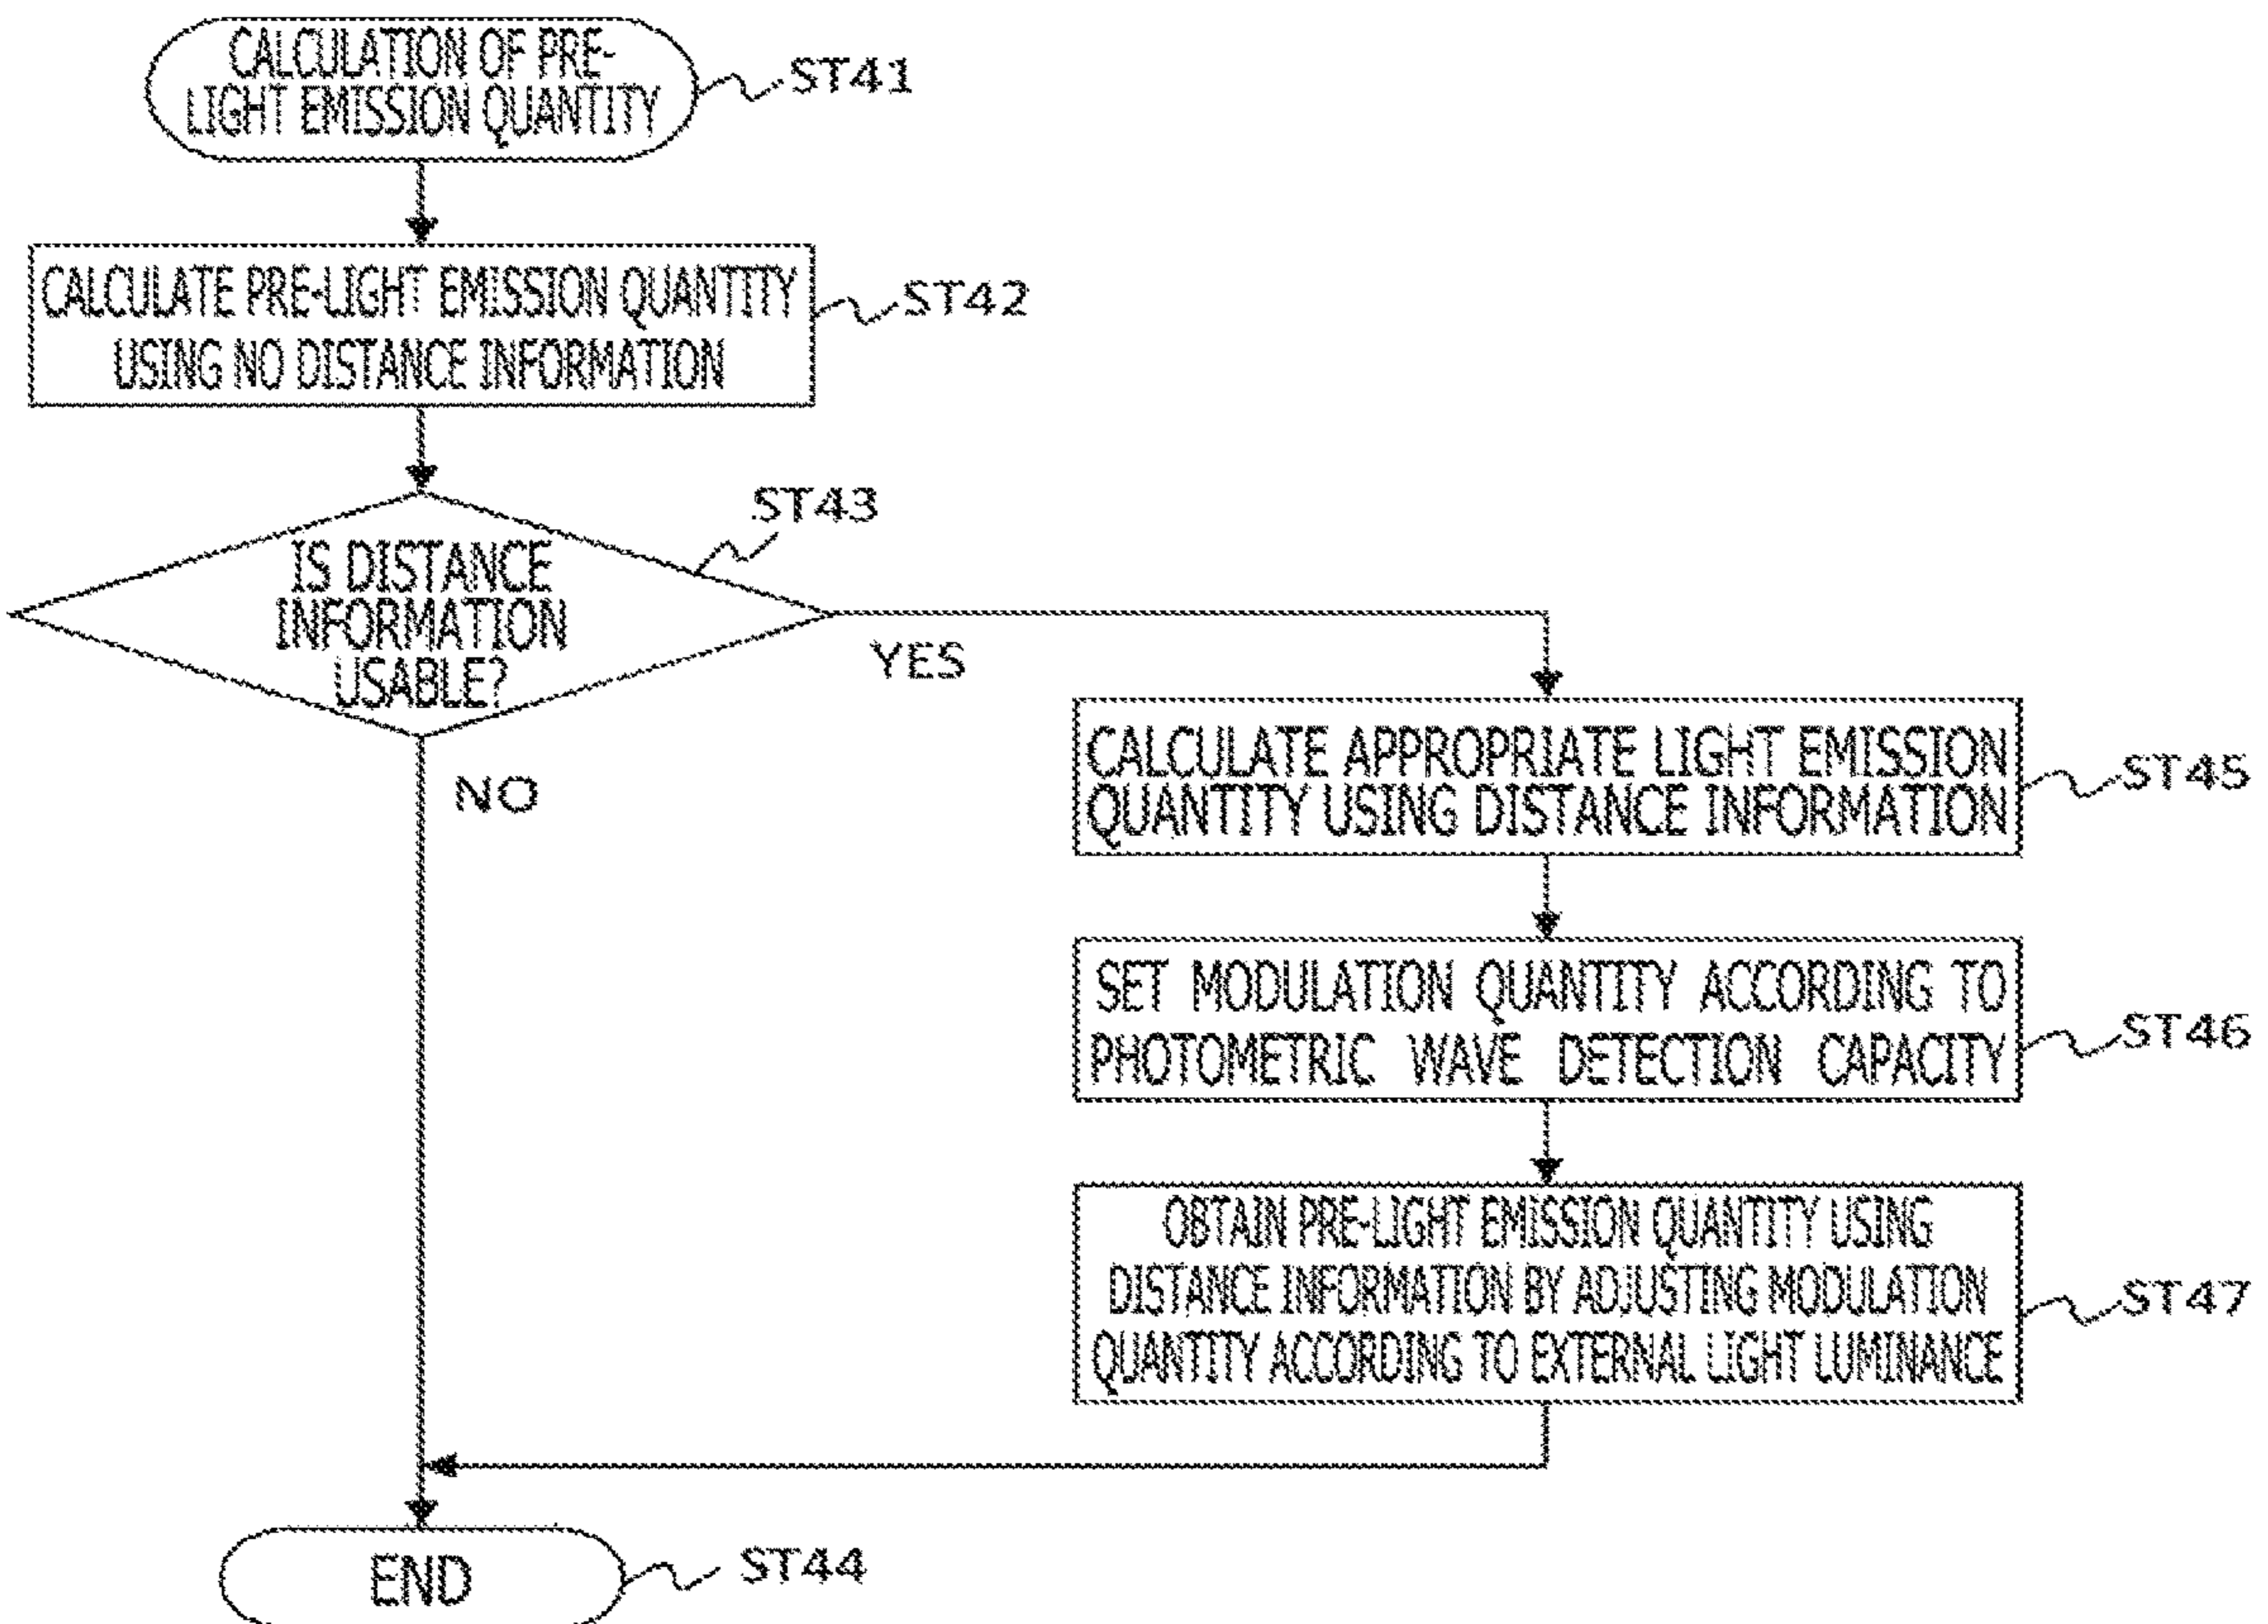 CALCULATION OF PRE-
LIGHT EMISSION QUANTITY
ST41
CALCULATE PRE-LIGHT EMISSION QUANTITY
USING NO DISTANCE INFORMATION
ST42
ST43
IS DISTANCE
INFORMATION
USABLE?
YES
NO
CALCULATE APPROPRIATE LIGHT EMISSION
QUANTITY USING DISTANCE INFORMATION
ST45
SET MODULATION QUANTITY ACCORDING TO
PHOTOMETRIC WAVE DETECTION CAPACITY
ST46
OBTAIN PRE-LIGHT EMISSION QUANTITY USING
DISTANCE INFORMATION BY ADJUSTING MODULATION
QUANTITY ACCORDING TO EXTERNAL LIGHT LUMINANCE
ST47
END
ST44